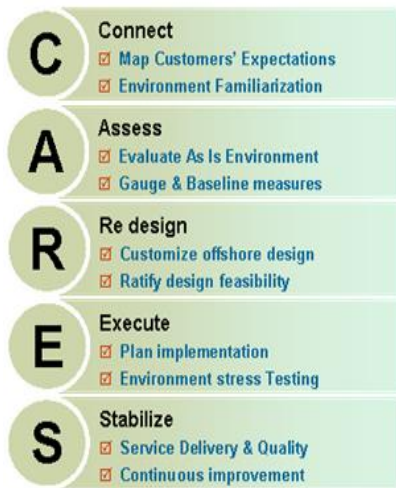 C
Connect
Map Customers' Expectations
Environment Familiarization
A
Assess
Evaluate As Is Environment
Gauge & Baseline measures
R
Re design
Customize offshore design
Ratify design feasibility
E
Execute
Plan implementation
Environment stress Testing
S
Stabilize
Service Delivery & Quality
Continuous improvement